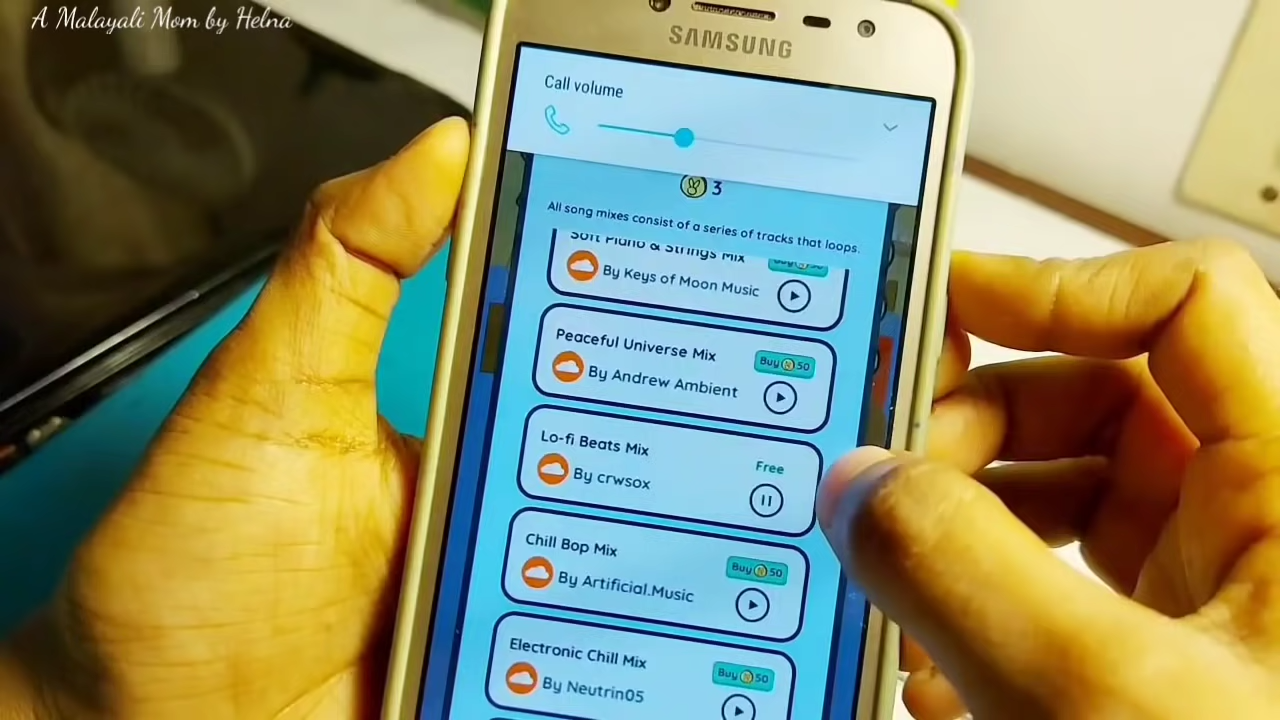 A Malayali Mom by Helna
SAMSUNG
Call volume
3
All song mixes consist of a series of tracks that loops.
Soft Piano & Strings Mix
Buy 50
By Keys of Moon Music
Peaceful Universe Mix
Buy 50
By Andrew Ambient
Lo-fi Beats Mix
Free
By crwsox
Chill Bop Mix
Buy 50
By Artificial.Music
Electronic Chill Mix
Buy 50
By Neutrin05